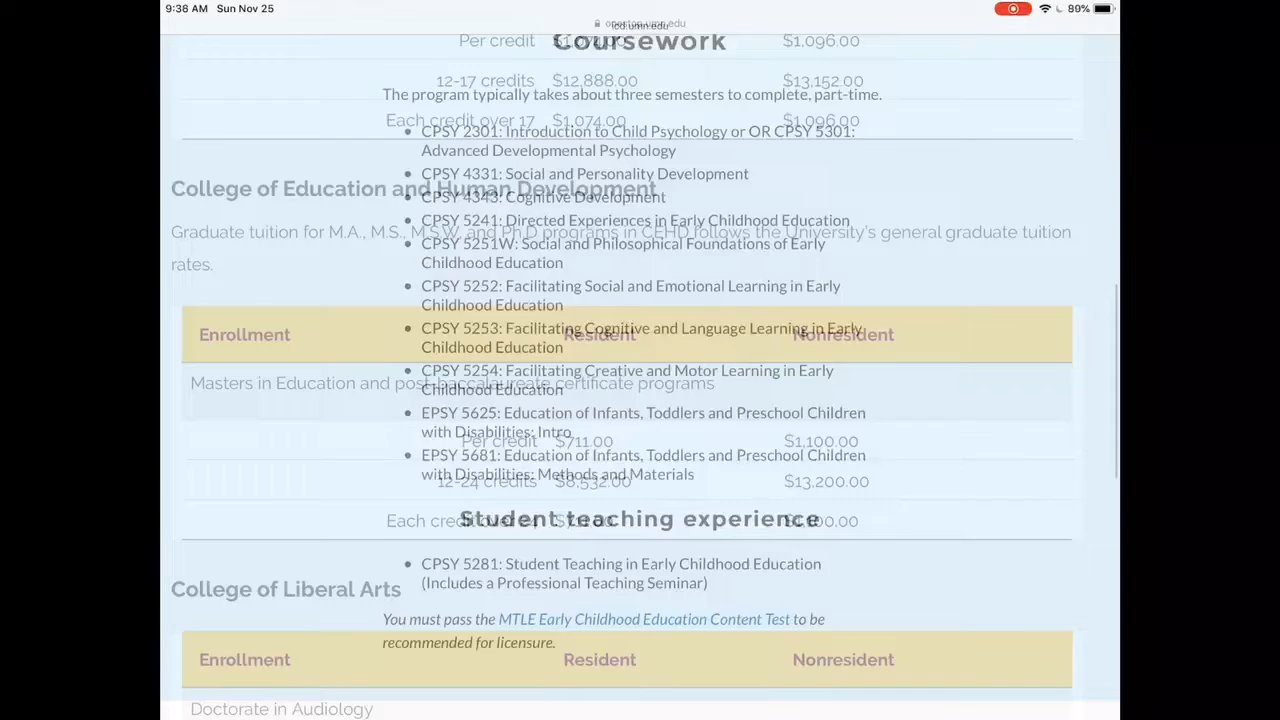 9:38 AM Sun Nov 25
89%
icd.umn.edu
Coursework
Per credit $1,096.00
12-17 credits $12,888.00 $13,152.00
The program typically takes about three semesters to complete, part-time.
Each credit over 17 $1,074.00 $1,096.00
• CPSY 2301: Introduction to Child Psychology or OR CPSY 5301:
Advanced Developmental Psychology
• CPSY 4331: Social and Personality Development
College of Education and Human Development
• CPSY 4343: Cognitive Development
• CPSY 5241: Directed Experiences in Early Childhood Education
Graduate tuition for M.A., M.S., M.S.W. and Ph.D programs in CEHD follows the University's general graduate tuition
rates.
• CPSY 5251W: Social and Philosophical Foundations of Early
Childhood Education
• CPSY 5252: Facilitating Social and Emotional Learning in Early
Childhood Education
• CPSY 5253: Facilitating Cognitive and Language Learning in Early
Childhood Education
Enrollment Resident Nonresident
• CPSY 5254: Facilitating Creative and Motor Learning in Early
Childhood Education
Masters in Education and post-baccalaureate certificate programs
• EPSY 5625: Education of Infants, Toddlers and Preschool Children
with Disabilities: Intro
Per credit $711.00 $1,100.00
• EPSY 5681: Education of Infants, Toddlers and Preschool Children
with Disabilities: Methods and Materials
12-24 credits $8,532.00 $13,200.00
Student teaching experience
Each credit over $1,100.00
• CPSY 5281: Student Teaching in Early Childhood Education
(Includes a Professional Teaching Seminar)
College of Liberal Arts
You must pass the MTLE Early Childhood Education Content Test to be
recommended for licensure.
Enrollment Resident Nonresident
Doctorate in Audiology